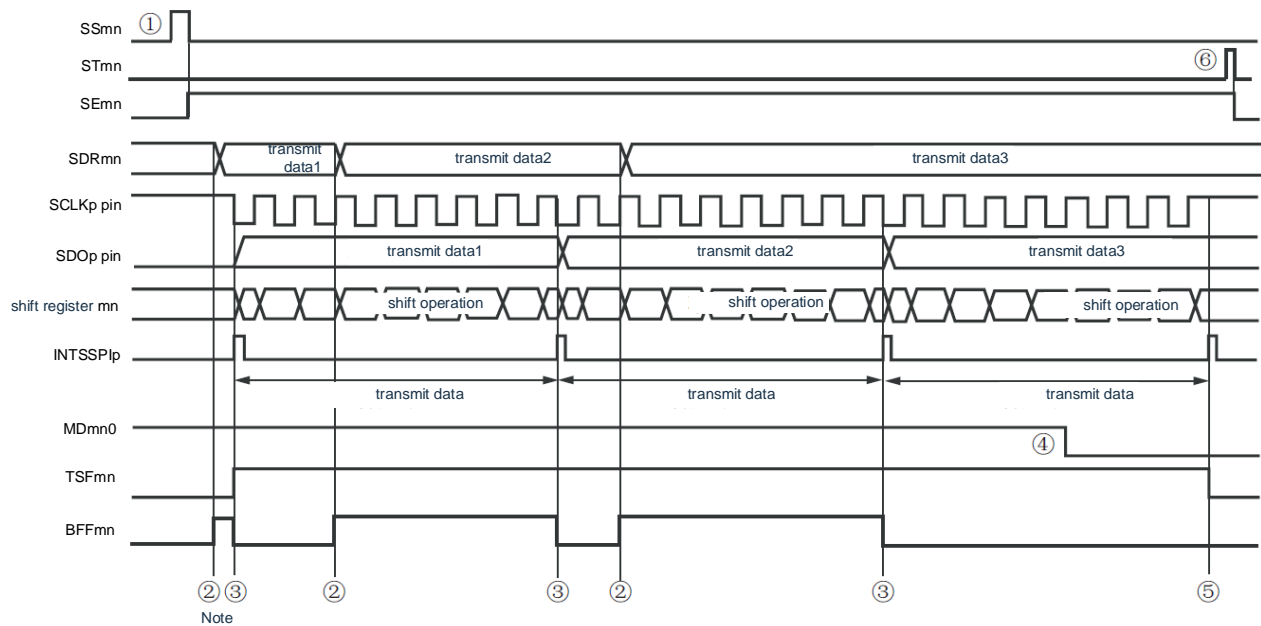 SSmn ①
STmn ⑥
SEmn
SDRmn transmit data1 transmit data2 transmit data3
SCLKp pin
SDOp pin transmit data1 transmit data2 transmit data3
shift register mn shift operation shift operation shift operation
INTSSPIp
transmit data transmit data transmit data
MDmn0 ④
TSFmn
BFFmn
② ③ ② ③ ② ③ ⑤
Note